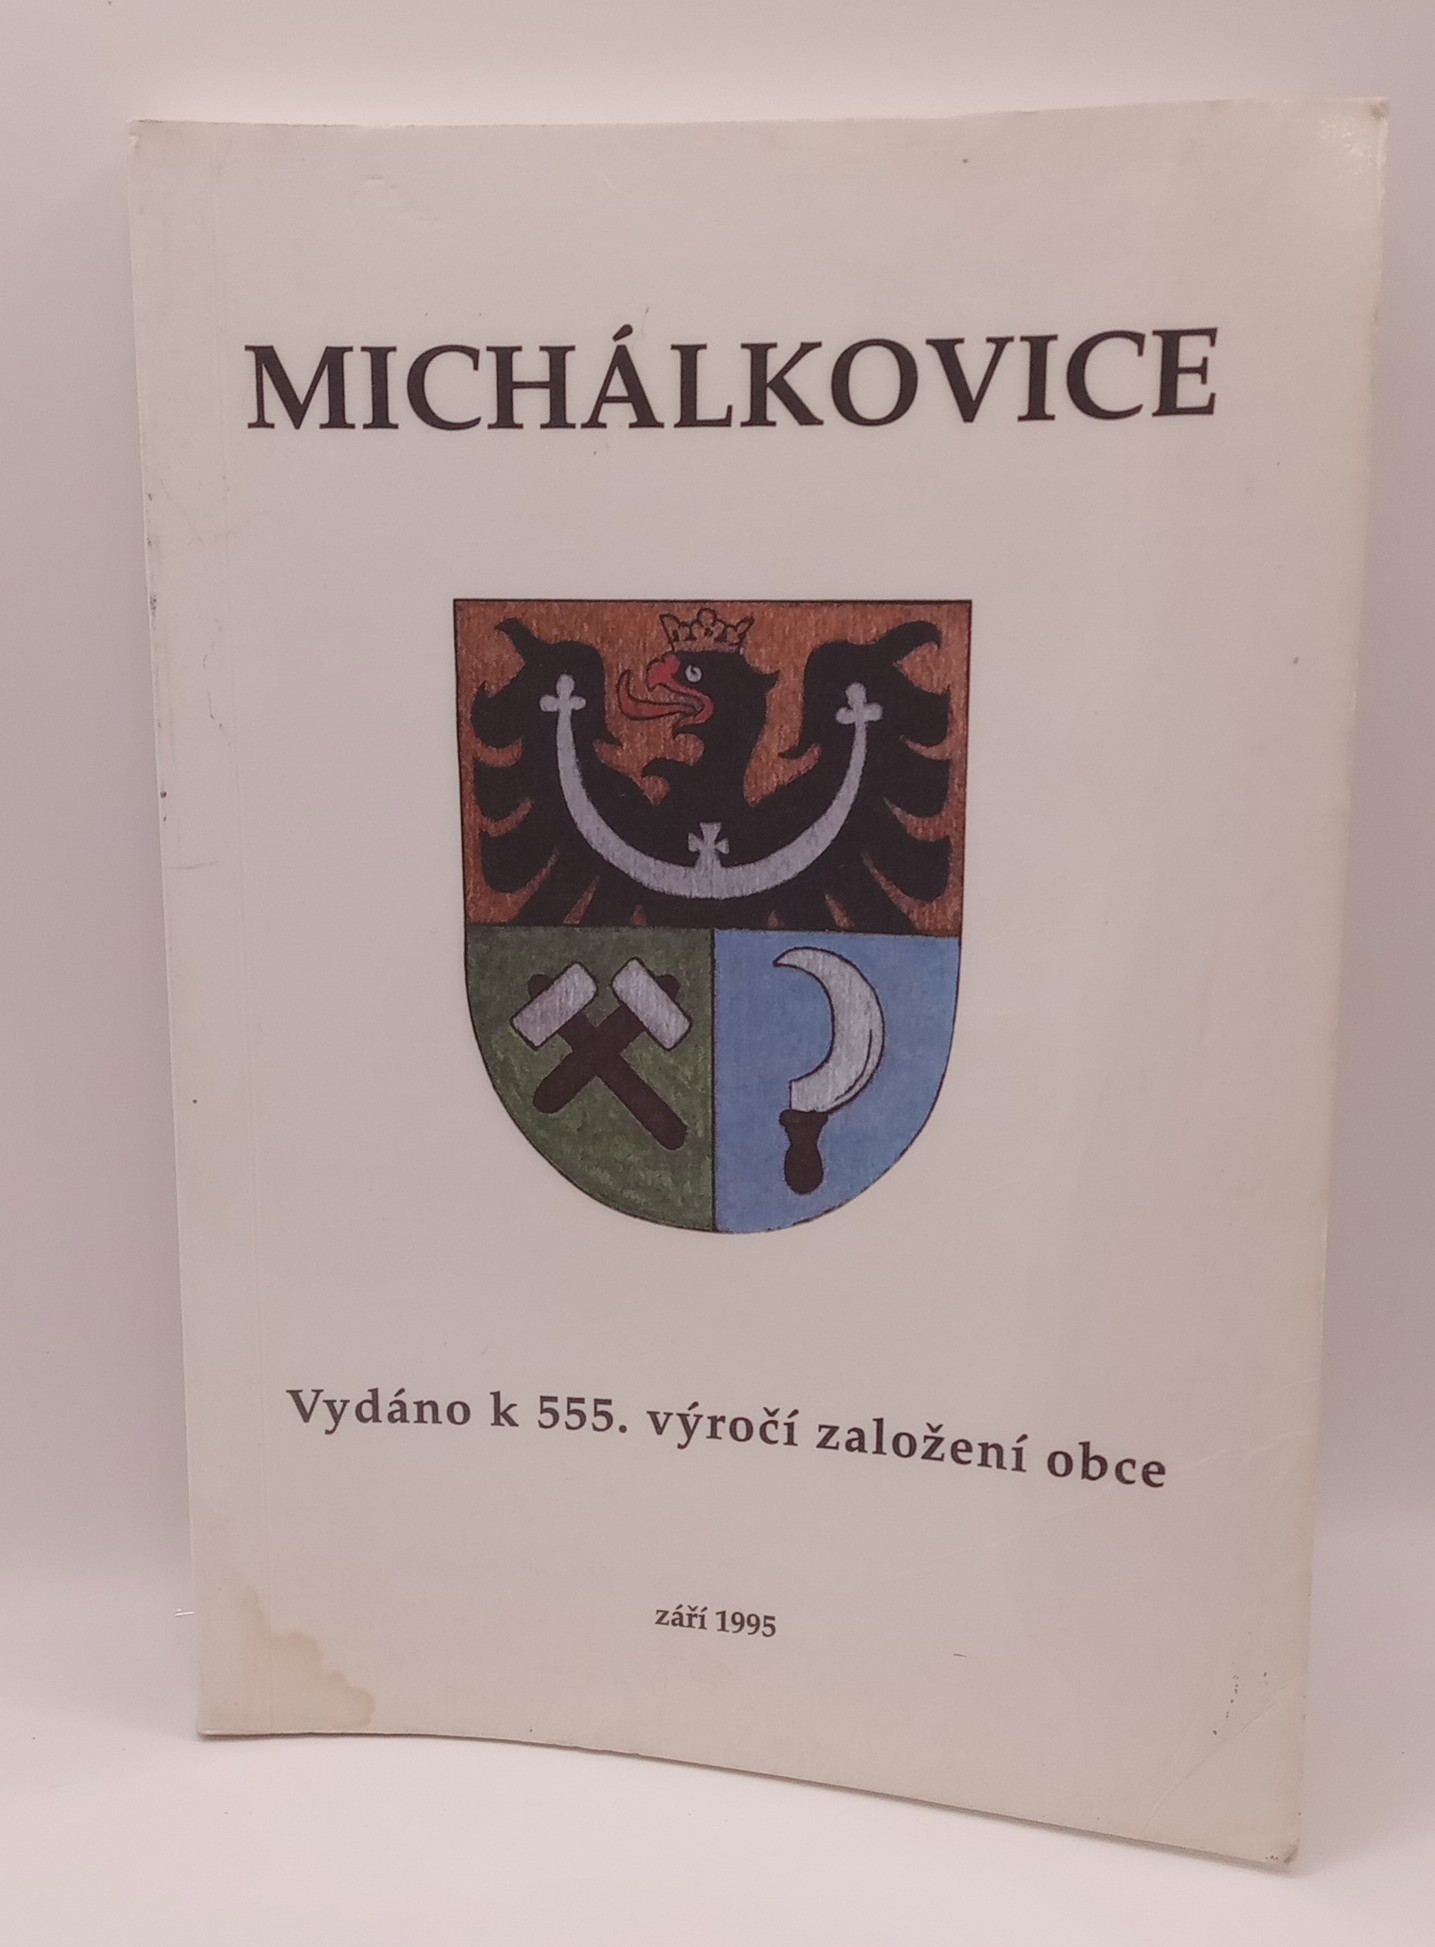 MICHÁLKOVICE
Vydáno k 555. výročí založení obce
září 1995